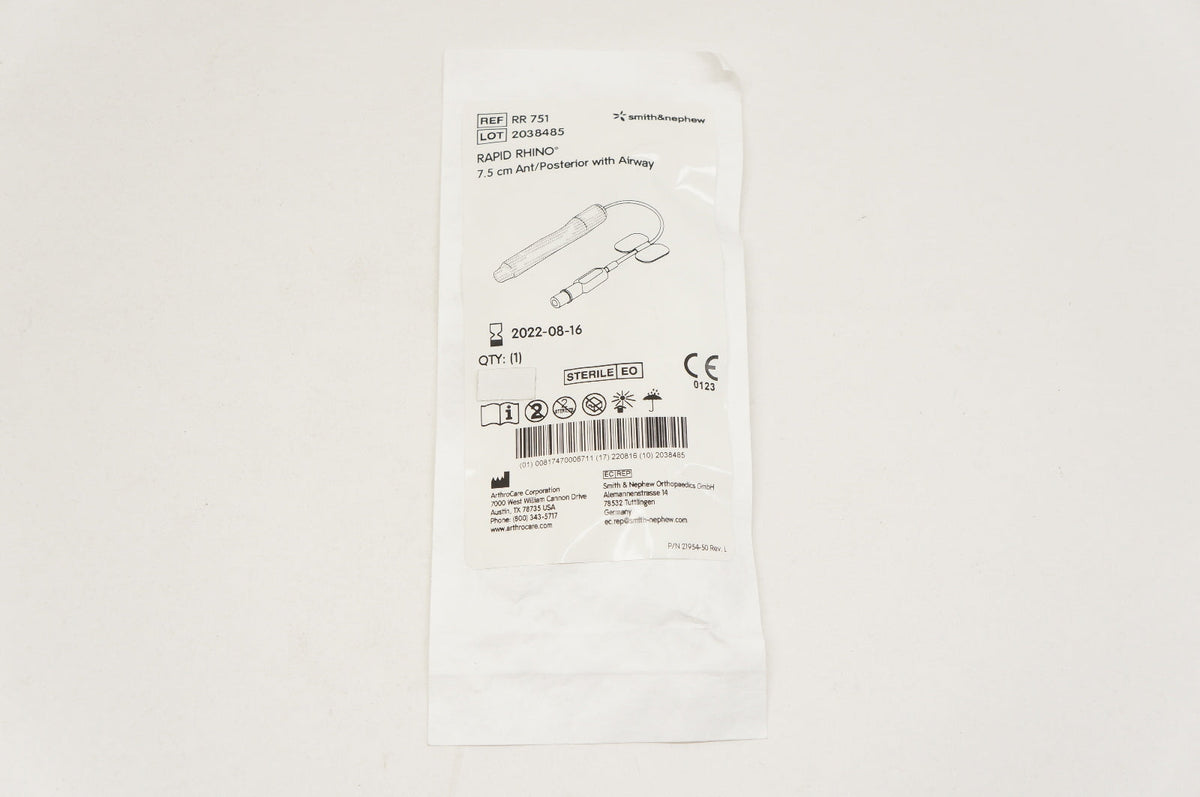 REF RR 751
smith&nephew
LOT 2038485
RAPID RHINO®
7.5 cm Ant/Posterior with Airway
2022-08-16
QTY: (1)
STERILE EO
CE
0123
i 2 2
(01) 00817470006711 (17) 220816 (10) 2038485
ArthroCare Corporation
7000 West William Cannon Drive
Austin, TX 78735 USA
Phone: (800) 343-5717
www.arthrocare.com
EC REP
Smith & Nephew Orthopaedics GmbH
Alemannenstrasse 14
78532 Tuttlingen
Germany
ec.rep@smith-nephew.com
P/N 21954-50 Rev. L